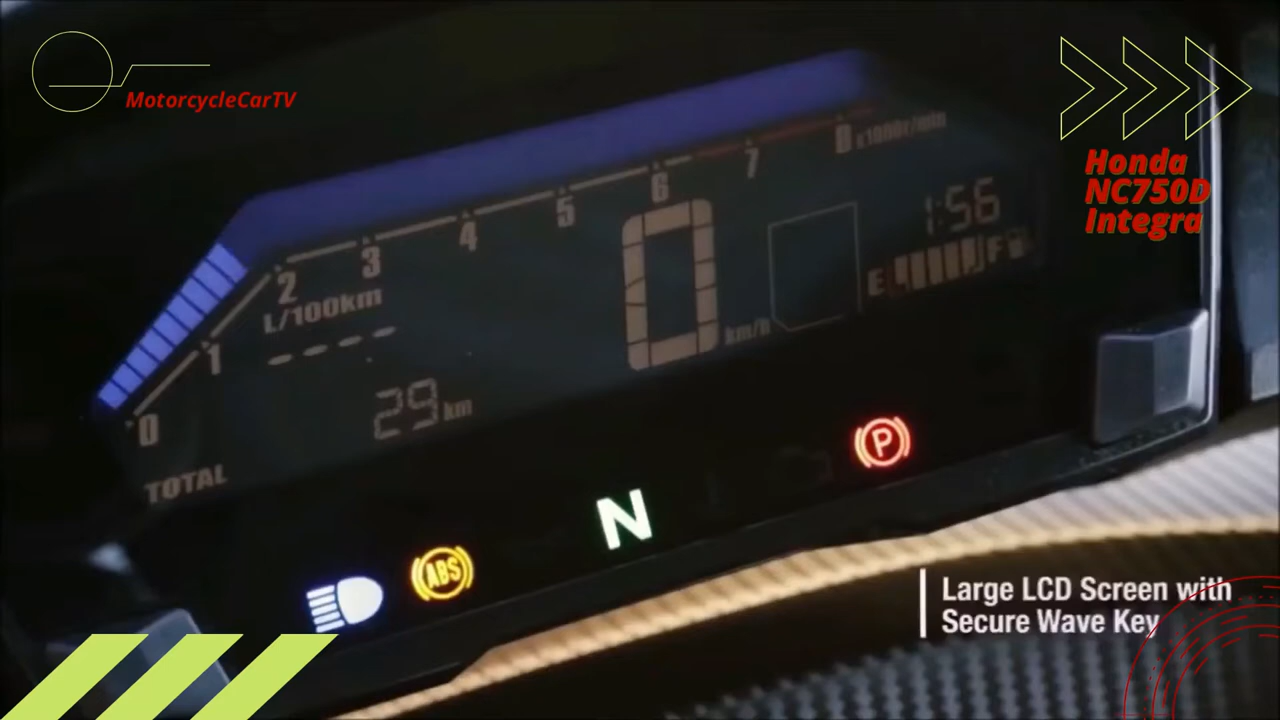 MotorcycleCarTV
Honda
NC750D
Integra
0
1
2
3
4
5
6
7
8 x1000r/min
L/100km
----
29 km
TOTAL
0
km/h
1:56
E F
N
ABS
P
Large LCD Screen with
Secure Wave Key